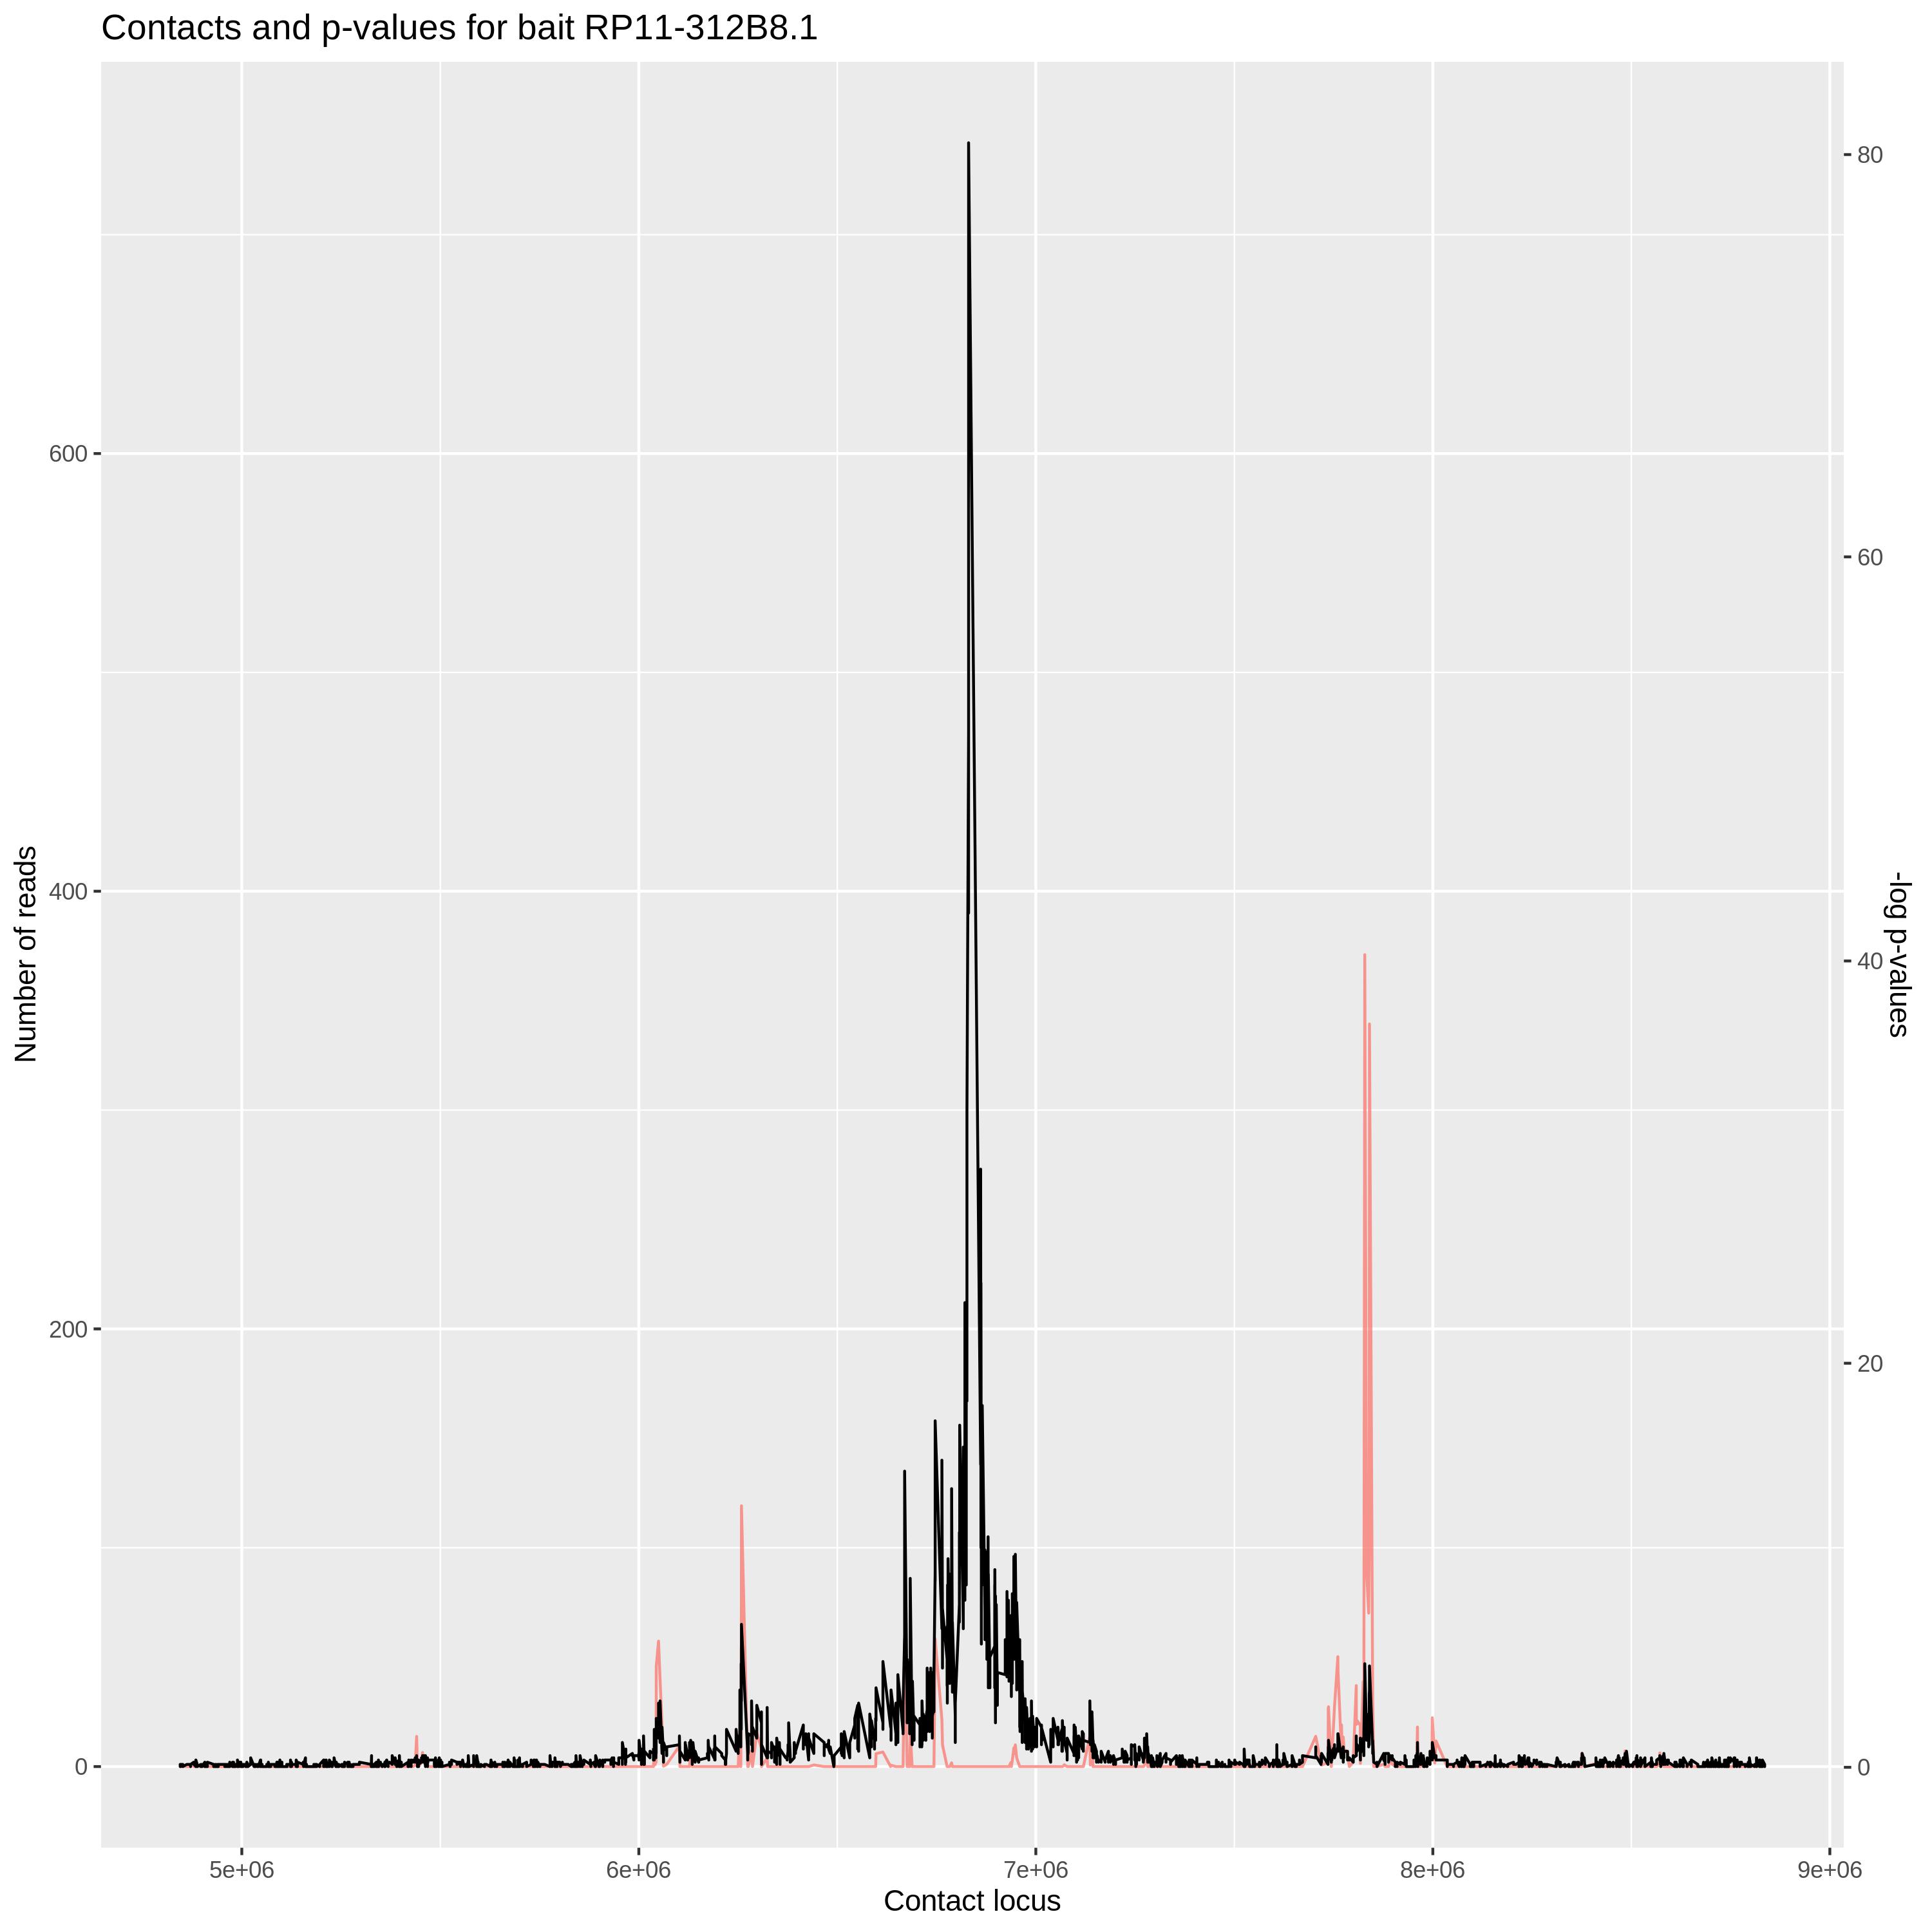 Contacts and p-values for bait RP11-312B8.1
Number of reads
600
400
200
0
80
60
40
20
0
-log p-values
5e+06
6e+06
7e+06
8e+06
9e+06
Contact locus